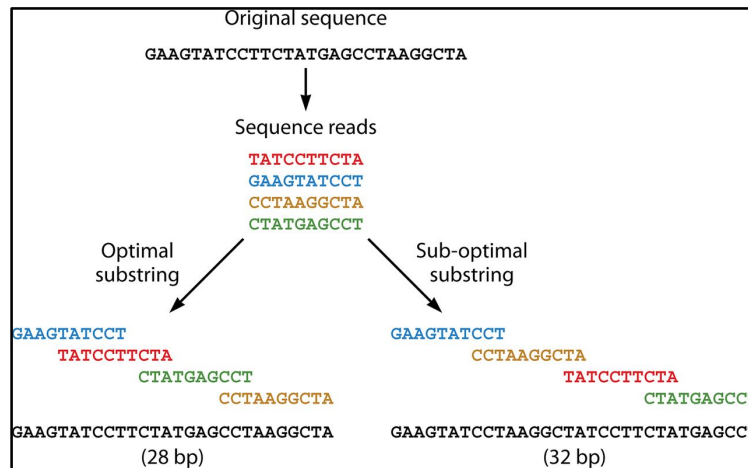 Original sequence
GAAGTATCCTTCTATGAGCCTAAGGCTA
Sequence reads
TATCCTTCTA
GAAGTATCCT
CCTAAGGCTA
CTATGAGCCT
Optimal
substring
Sub-optimal
substring
GAAGTATCCT
TATCCTTCTA
CTATGAGCCT
CCTAAGGCTA
GAAGTATCCTTCTATGAGCCTAAGGCTA
(28 bp)
GAAGTATCCT
CCTAAGGCTA
TATCCTTCTA
CTATGAGCC
GAAGTATCCTAAGGCTATCCTTCTATGAGCC
(32 bp)